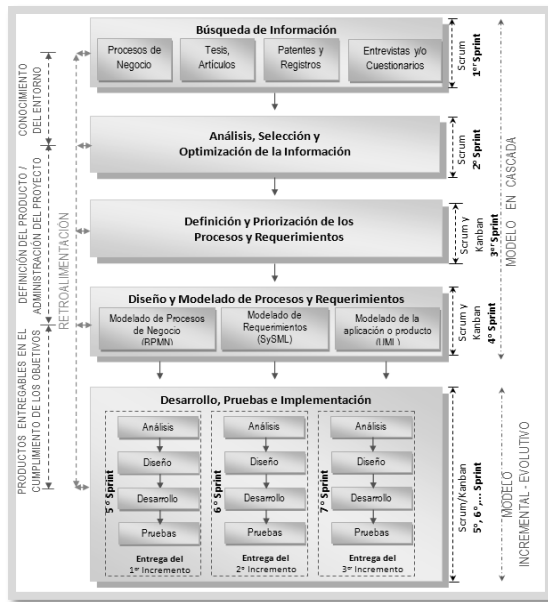 Búsqueda de Información
Procesos de
Negocio
Tesis,
Artículos
Patentes y
Registros
Entrevistas y/o
Cuestionarios
Scrum
1er Sprint
Análisis, Selección y
Optimización de la Información
Scrum
2º Sprint
Definición y Priorización de los
Procesos y Requerimientos
Scrum y
Kanban
3er Sprint
Diseño y Modelado de Procesos y Requerimientos
Modelado de Procesos
de Negocio
(BPMN)
Modelado de
Requerimientos
(SySML)
Modelado de la
aplicación o producto
(UML)
Scrum y
Kanban
4º Sprint
Desarrollo, Pruebas e Implementación
5º Sprint
Análisis
Diseño
Desarrollo
Pruebas
Entrega del
1er Incremento
6º Sprint
Análisis
Diseño
Desarrollo
Pruebas
Entrega del
2º Incremento
7º Sprint
Análisis
Diseño
Desarrollo
Pruebas
Entrega del
3er Incremento
Scrum/Kanban
5º, 6º,... Sprint
CONOCIMIENTO
DEL ENTORNO
DEFINICIÓN DEL PRODUCTO /
ADMINISTRACIÓN DEL PROYECTO
PRODUCTOS ENTREGABLES EN EL
CUMPLIMIENTO DE LOS OBJETIVOS
RETROALIMENTACIÓN
MODELO EN CASCADA
MODELO
INCREMENTAL - EVOLUTIVO